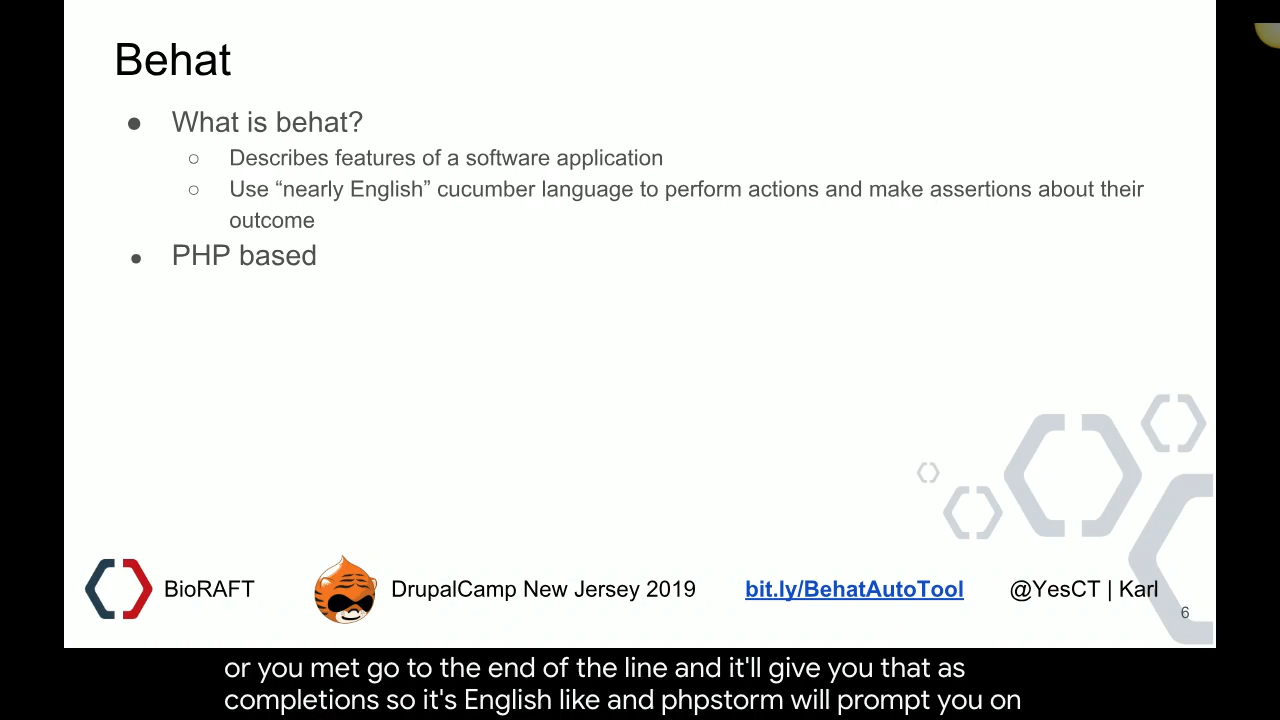 Behat
● What is behat?
○ Describes features of a software application
○ Use “nearly English” cucumber language to perform actions and make assertions about their
outcome
● PHP based
BioRAFT DrupalCamp New Jersey 2019 bit.ly/BehatAutoTool @YesCT | Karl
6
or you met go to the end of the line and it'll give you that as
completions so it's English like and phpstorm will prompt you on